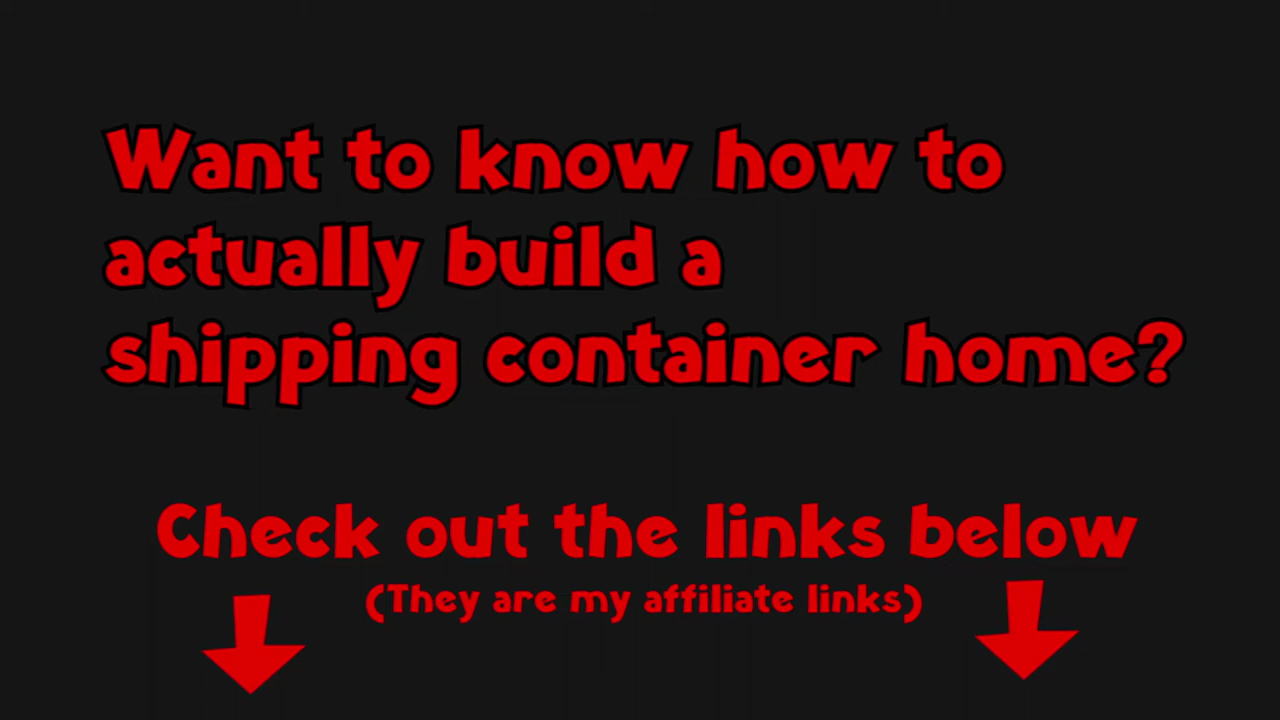 Want to know how to
actually build a
shipping container home?
Check out the links below
(They are my affiliate links)